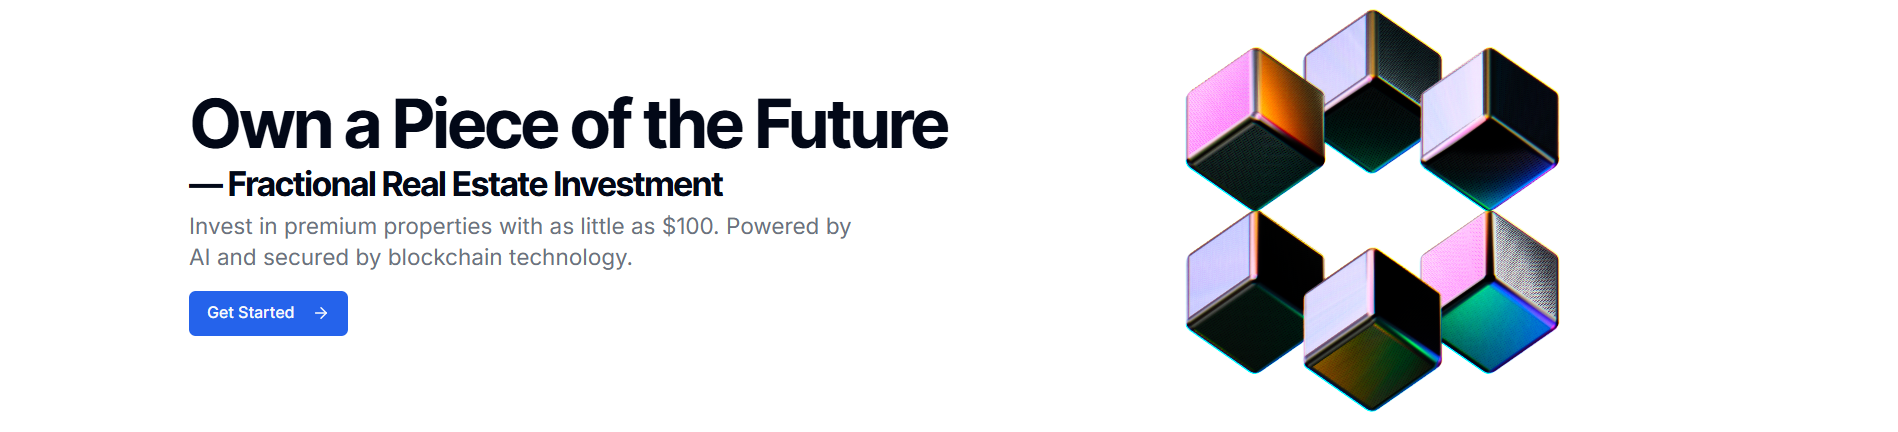 Own a Piece of the Future
— Fractional Real Estate Investment
Invest in premium properties with as little as $100. Powered by
AI and secured by blockchain technology.
Get Started →